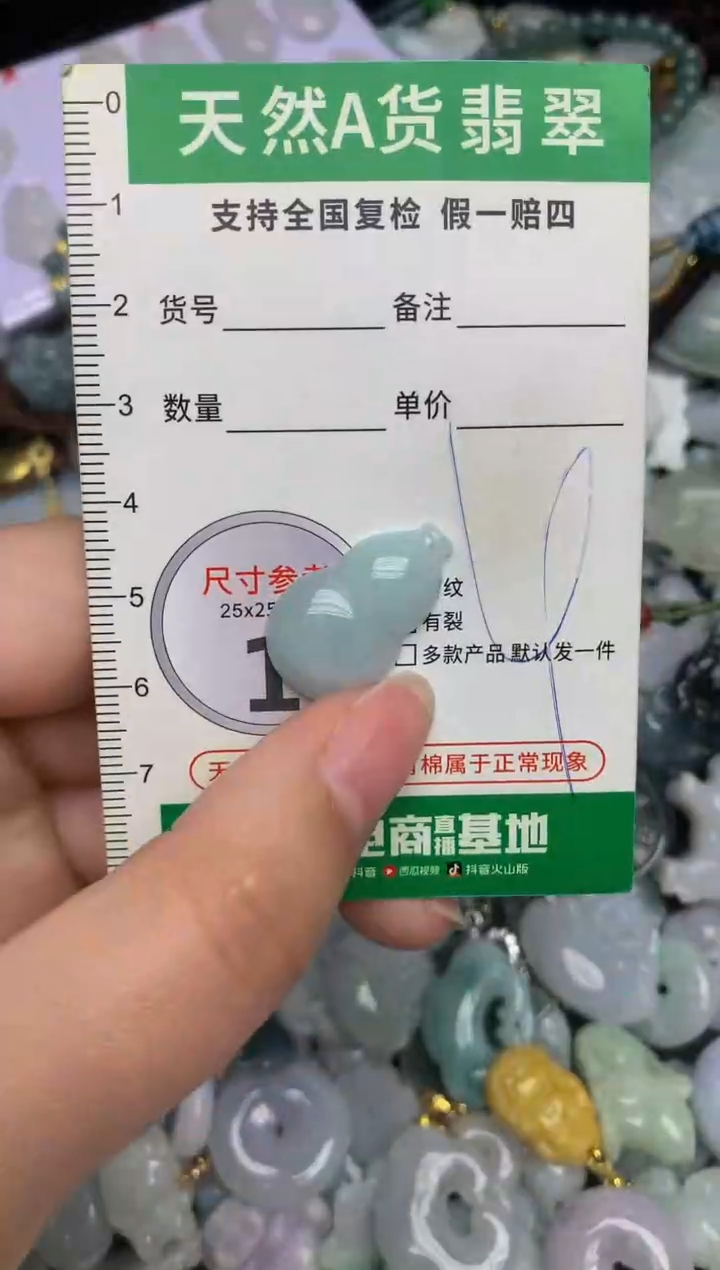 天然A货翡翠
支持全国复检 假一赔四
0
1
2
3
4
5
6
7
货号 备注
数量 单价
尺寸参
25x25
1
纹
有裂
多款产品默认发一件
天
棉属于正常现象
电商直播基地
抖音 西瓜视频 抖音火山版